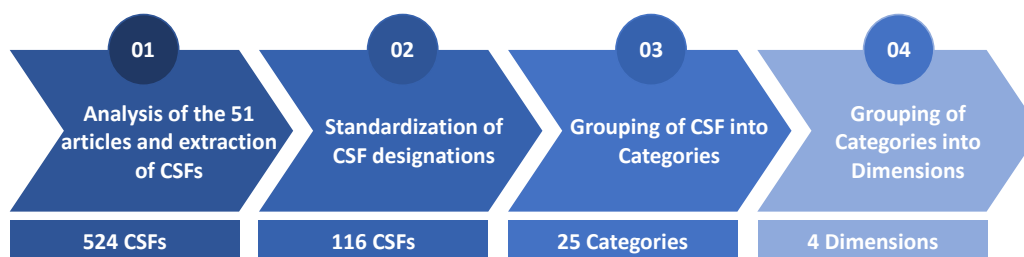 01
Analysis of the 51
articles and extraction
of CSFs
524 CSFs
02
Standardization of
CSF designations
116 CSFs
03
Grouping of CSF into
Categories
25 Categories
04
Grouping of
Categories into
Dimensions
4 Dimensions